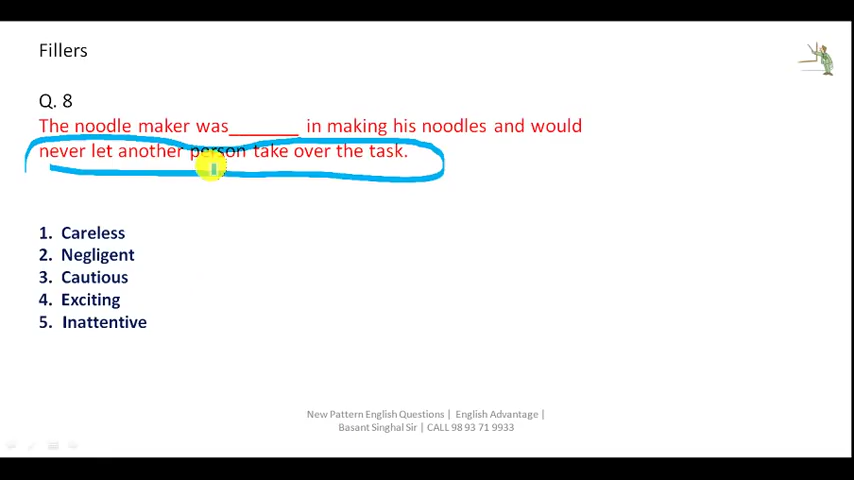 Fillers
Q. 8
The noodle maker was_______ in making his noodles and would
never let another person take over the task.
1. Careless
2. Negligent
3. Cautious
4. Exciting
5. Inattentive
New Pattern English Questions | English Advantage |
Basant Singhal Sir | CALL 98 93 71 9933